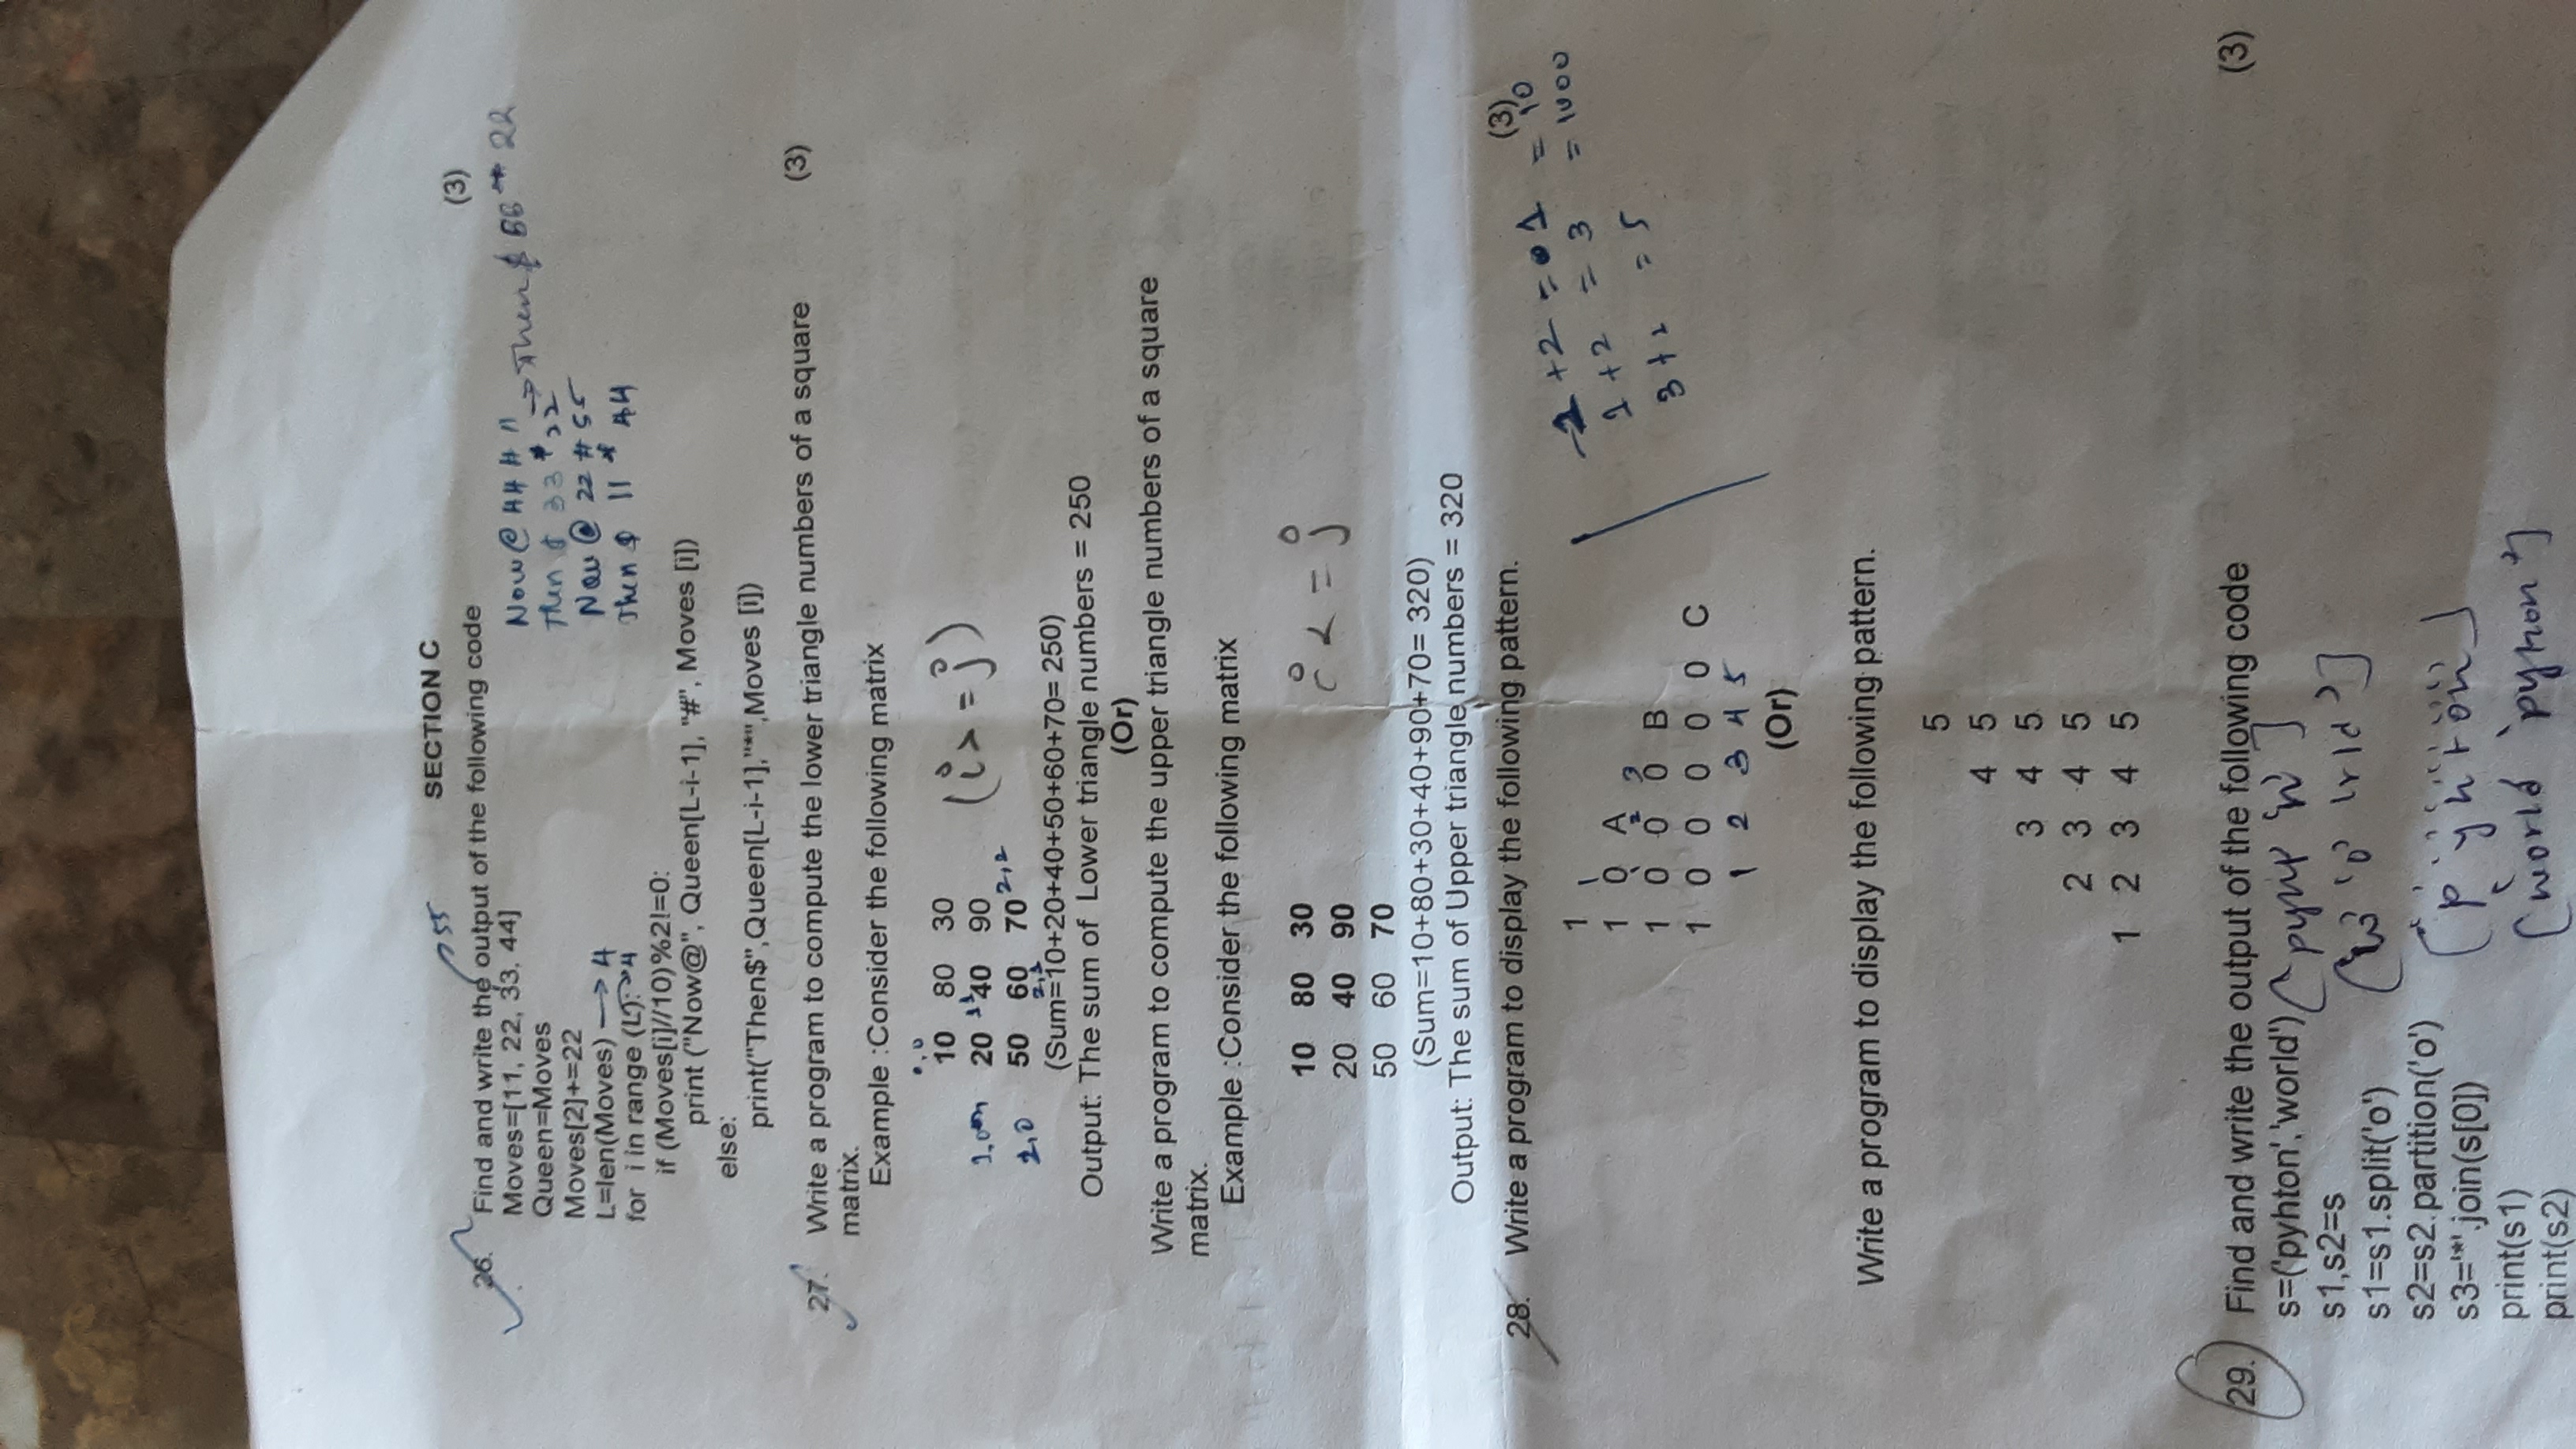 SECTION C
55
26. Find and write the output of the following code (3)
Moves=[11, 22, 33, 44]
Queen=Moves
Moves[2]+=22
L=len(Moves) → 4
for i in range (L): → 4
if (Moves[i]//10)%2!=0:
print ("Now@", Queen[L-i-1], "#", Moves [i])
else:
print("Then$",Queen[L-i-1],"*",Moves [i])
Now @ 44 # 11
Then $ 33 * 22 → Then $ 55 * 22
Now @ 22 # 55
Then $ 11 * 44
27. Write a program to compute the lower triangle numbers of a square (3)
matrix.
Example :Consider the following matrix
10 80 30
20 40 90
50 60 70
2,2
2,0
2,1
(i>=j)
(Sum=10+20+40+50+60+70= 250)
Output: The sum of Lower triangle numbers = 250
(Or)
Write a program to compute the upper triangle numbers of a square
matrix.
Example :Consider the following matrix
10 80 30
20 40 90
50 60 70
i<=j
(Sum=10+80+30+40+90+70= 320)
Output: The sum of Upper triangle numbers = 320
28. Write a program to display the following pattern. (3)
1
1 0 A
1 0 0 0 B
1 0 0 0 0 0 C
1 2 3 4 5
+2 = 1 = 10
1+2 = 3 = 1000
3+2 = 5
(Or)
Write a program to display the following pattern.
5
4 5
3 4 5
2 3 4 5
1 2 3 4 5
29. Find and write the output of the following code (3)
s=('pyhton','world')
s1,s2=s
s1=s1.split('o')
s2=s2.partition('o')
s3='*'.join(s[0])
print(s1)
print(s2)
['pyht 'n']
['w' 'o' 'rld']
['p' 'y' 'h' 't' 'o' 'n']
['world 'pyhton']